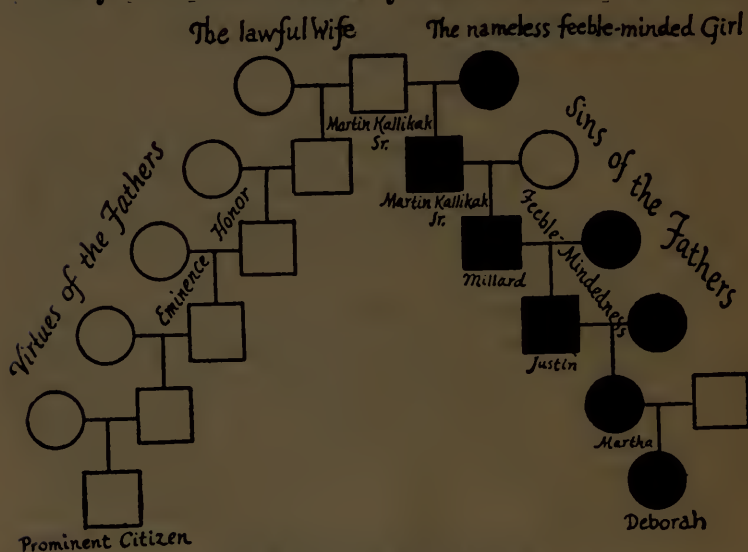 The lawful Wife
The nameless feeble-minded Girl
Martin Kallikak
Sr.
Virtues of the Fathers
Honor
Eminence
Prominent Citizen
Sins of the Fathers
Martin Kallikak
Jr.
Feeble-Mindedness
Millard
Justin
Martha
Deborah